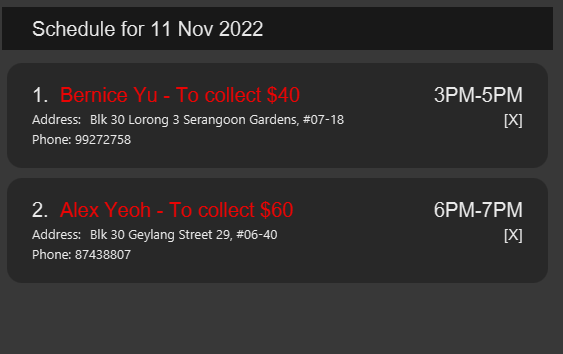 Schedule for 11 Nov 2022
1. Bernice Yu - To collect $40 3PM-5PM
Address: Blk 30 Lorong 3 Serangoon Gardens, #07-18 [X]
Phone: 99272758
2. Alex Yeoh - To collect $60 6PM-7PM
Address: Blk 30 Geylang Street 29, #06-40 [X]
Phone: 87438807